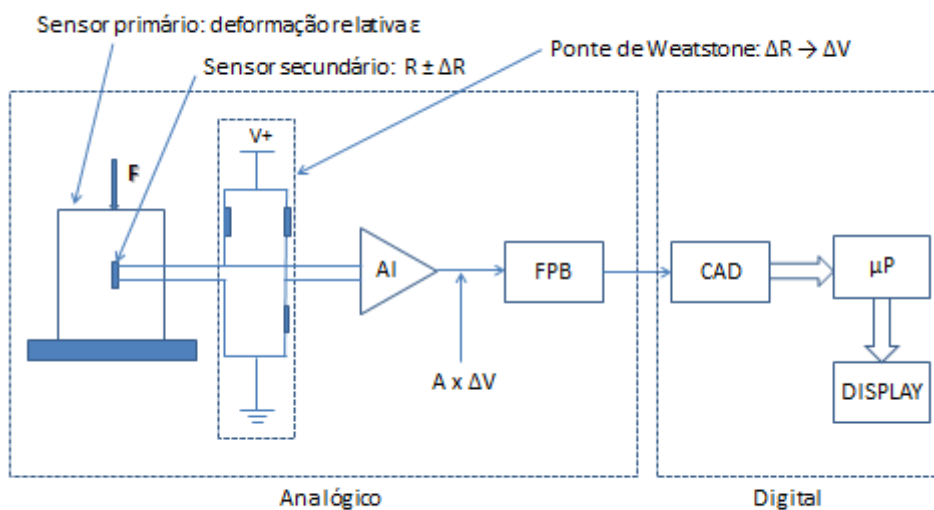 Sensor primário: deformação relativa ε
Sensor secundário: R ± ΔR
Ponte de Weatstone: ΔR → ΔV
V+
F
AI
FPB
CAD
μP
A x ΔV
DISPLAY
Analógico
Digital